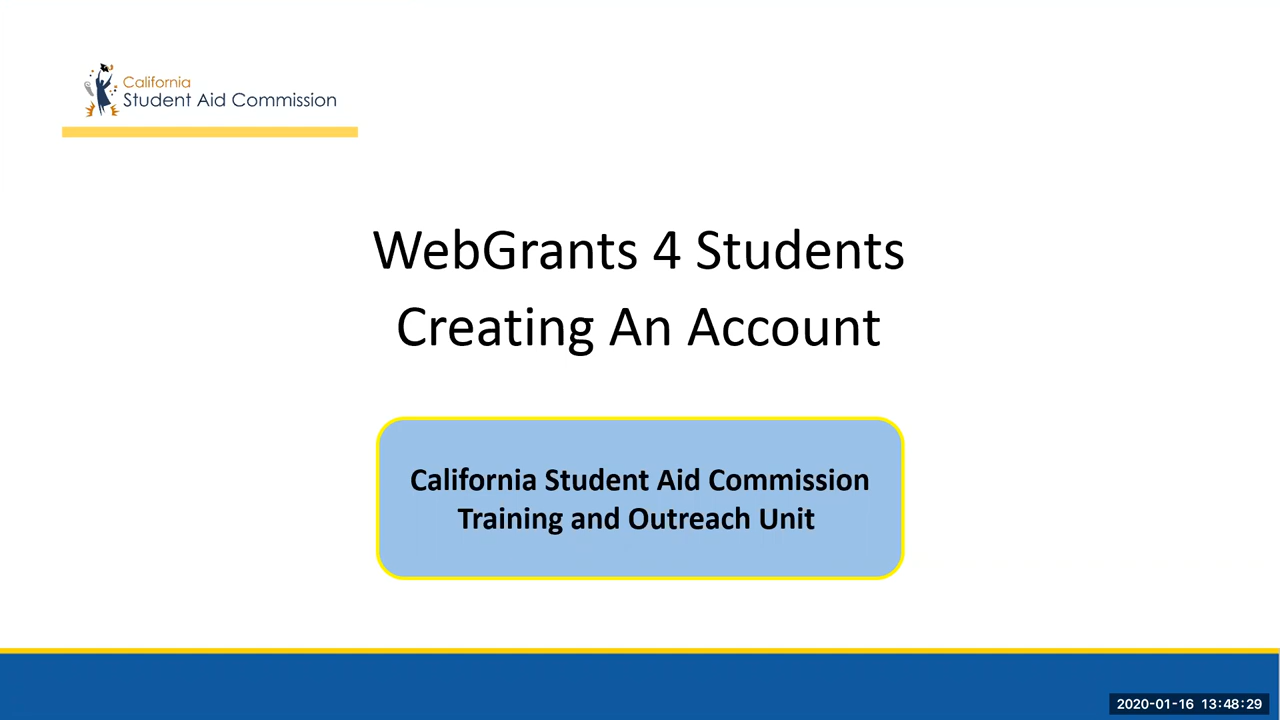 California
Student Aid Commission
WebGrants 4 Students
Creating An Account
California Student Aid Commission
Training and Outreach Unit
2020-01-16 13:48:29